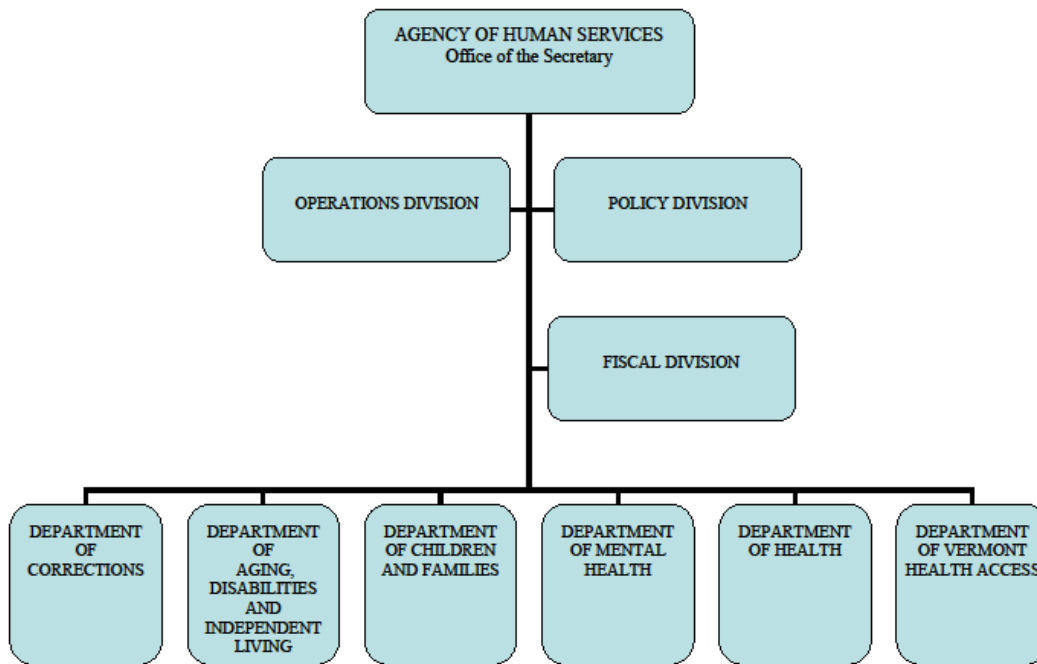 AGENCY OF HUMAN SERVICES
Office of the Secretary
OPERATIONS DIVISION
POLICY DIVISION
FISCAL DIVISION
DEPARTMENT
OF
CORRECTIONS
DEPARTMENT
OF
AGING,
DISABILITIES
AND
INDEPENDENT
LIVING
DEPARTMENT
OF CHILDREN
AND FAMILIES
DEPARTMENT
OF MENTAL
HEALTH
DEPARTMENT
OF HEALTH
DEPARTMENT
OF VERMONT
HEALTH ACCESS